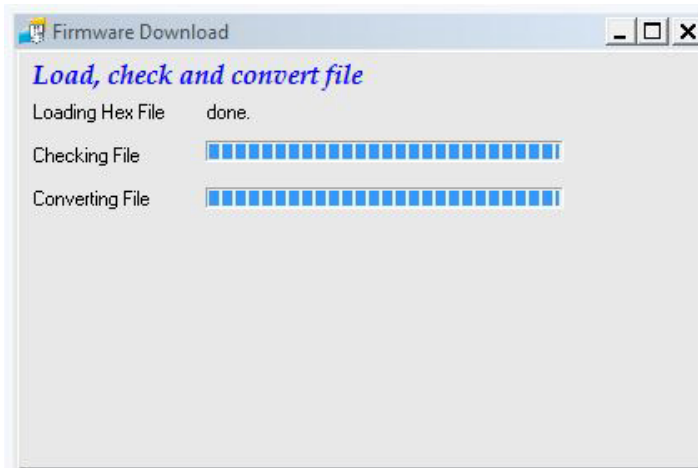 Firmware Download
Load, check and convert file
Loading Hex File done.
Checking File
Converting File